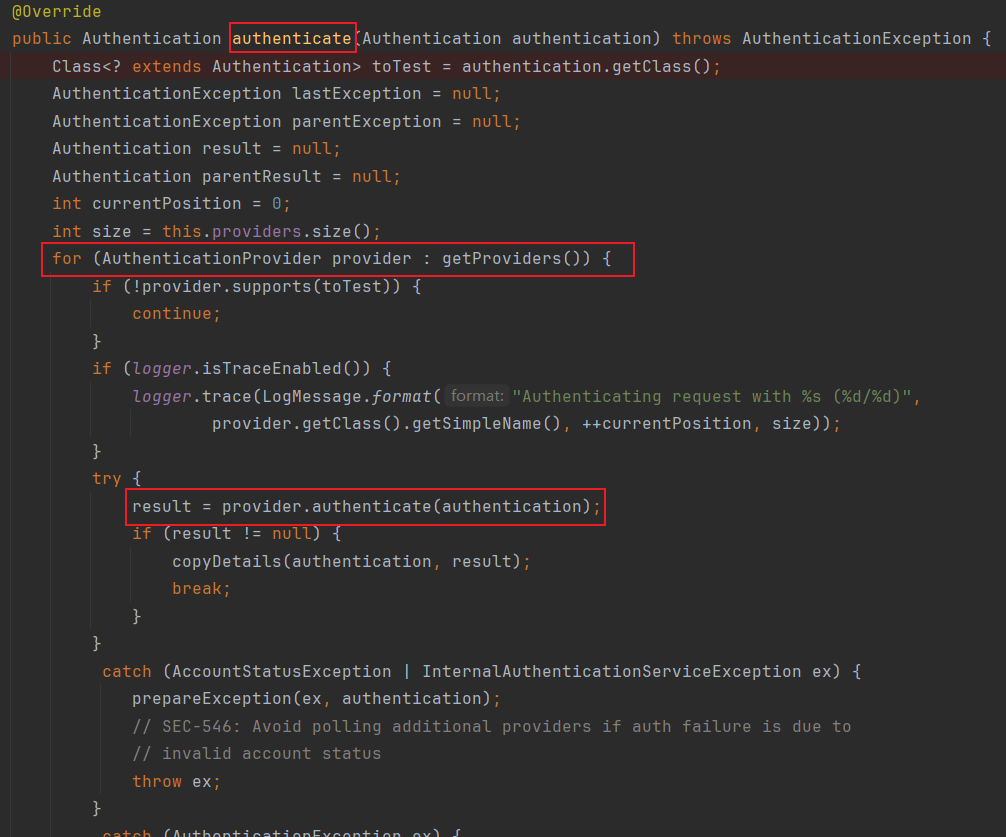 @Override
public Authentication authenticate(Authentication authentication) throws AuthenticationException {
    Class<? extends Authentication> toTest = authentication.getClass();
    AuthenticationException lastException = null;
    AuthenticationException parentException = null;
    Authentication result = null;
    Authentication parentResult = null;
    int currentPosition = 0;
    int size = this.providers.size();
    for (AuthenticationProvider provider : getProviders()) {
        if (!provider.supports(toTest)) {
            continue;
        }
        if (logger.isTraceEnabled()) {
            logger.trace(LogMessage.format( format: "Authenticating request with %s (%d/%d)",
                    provider.getClass().getSimpleName(), ++currentPosition, size));
        }
        try {
            result = provider.authenticate(authentication);
            if (result != null) {
                copyDetails(authentication, result);
                break;
            }
        }
         catch (AccountStatusException | InternalAuthenticationServiceException ex) {
            prepareException(ex, authentication);
            // SEC-546: Avoid polling additional providers if auth failure is due to
            // invalid account status
            throw ex;
        }
         catch (AuthenticationException ex) {